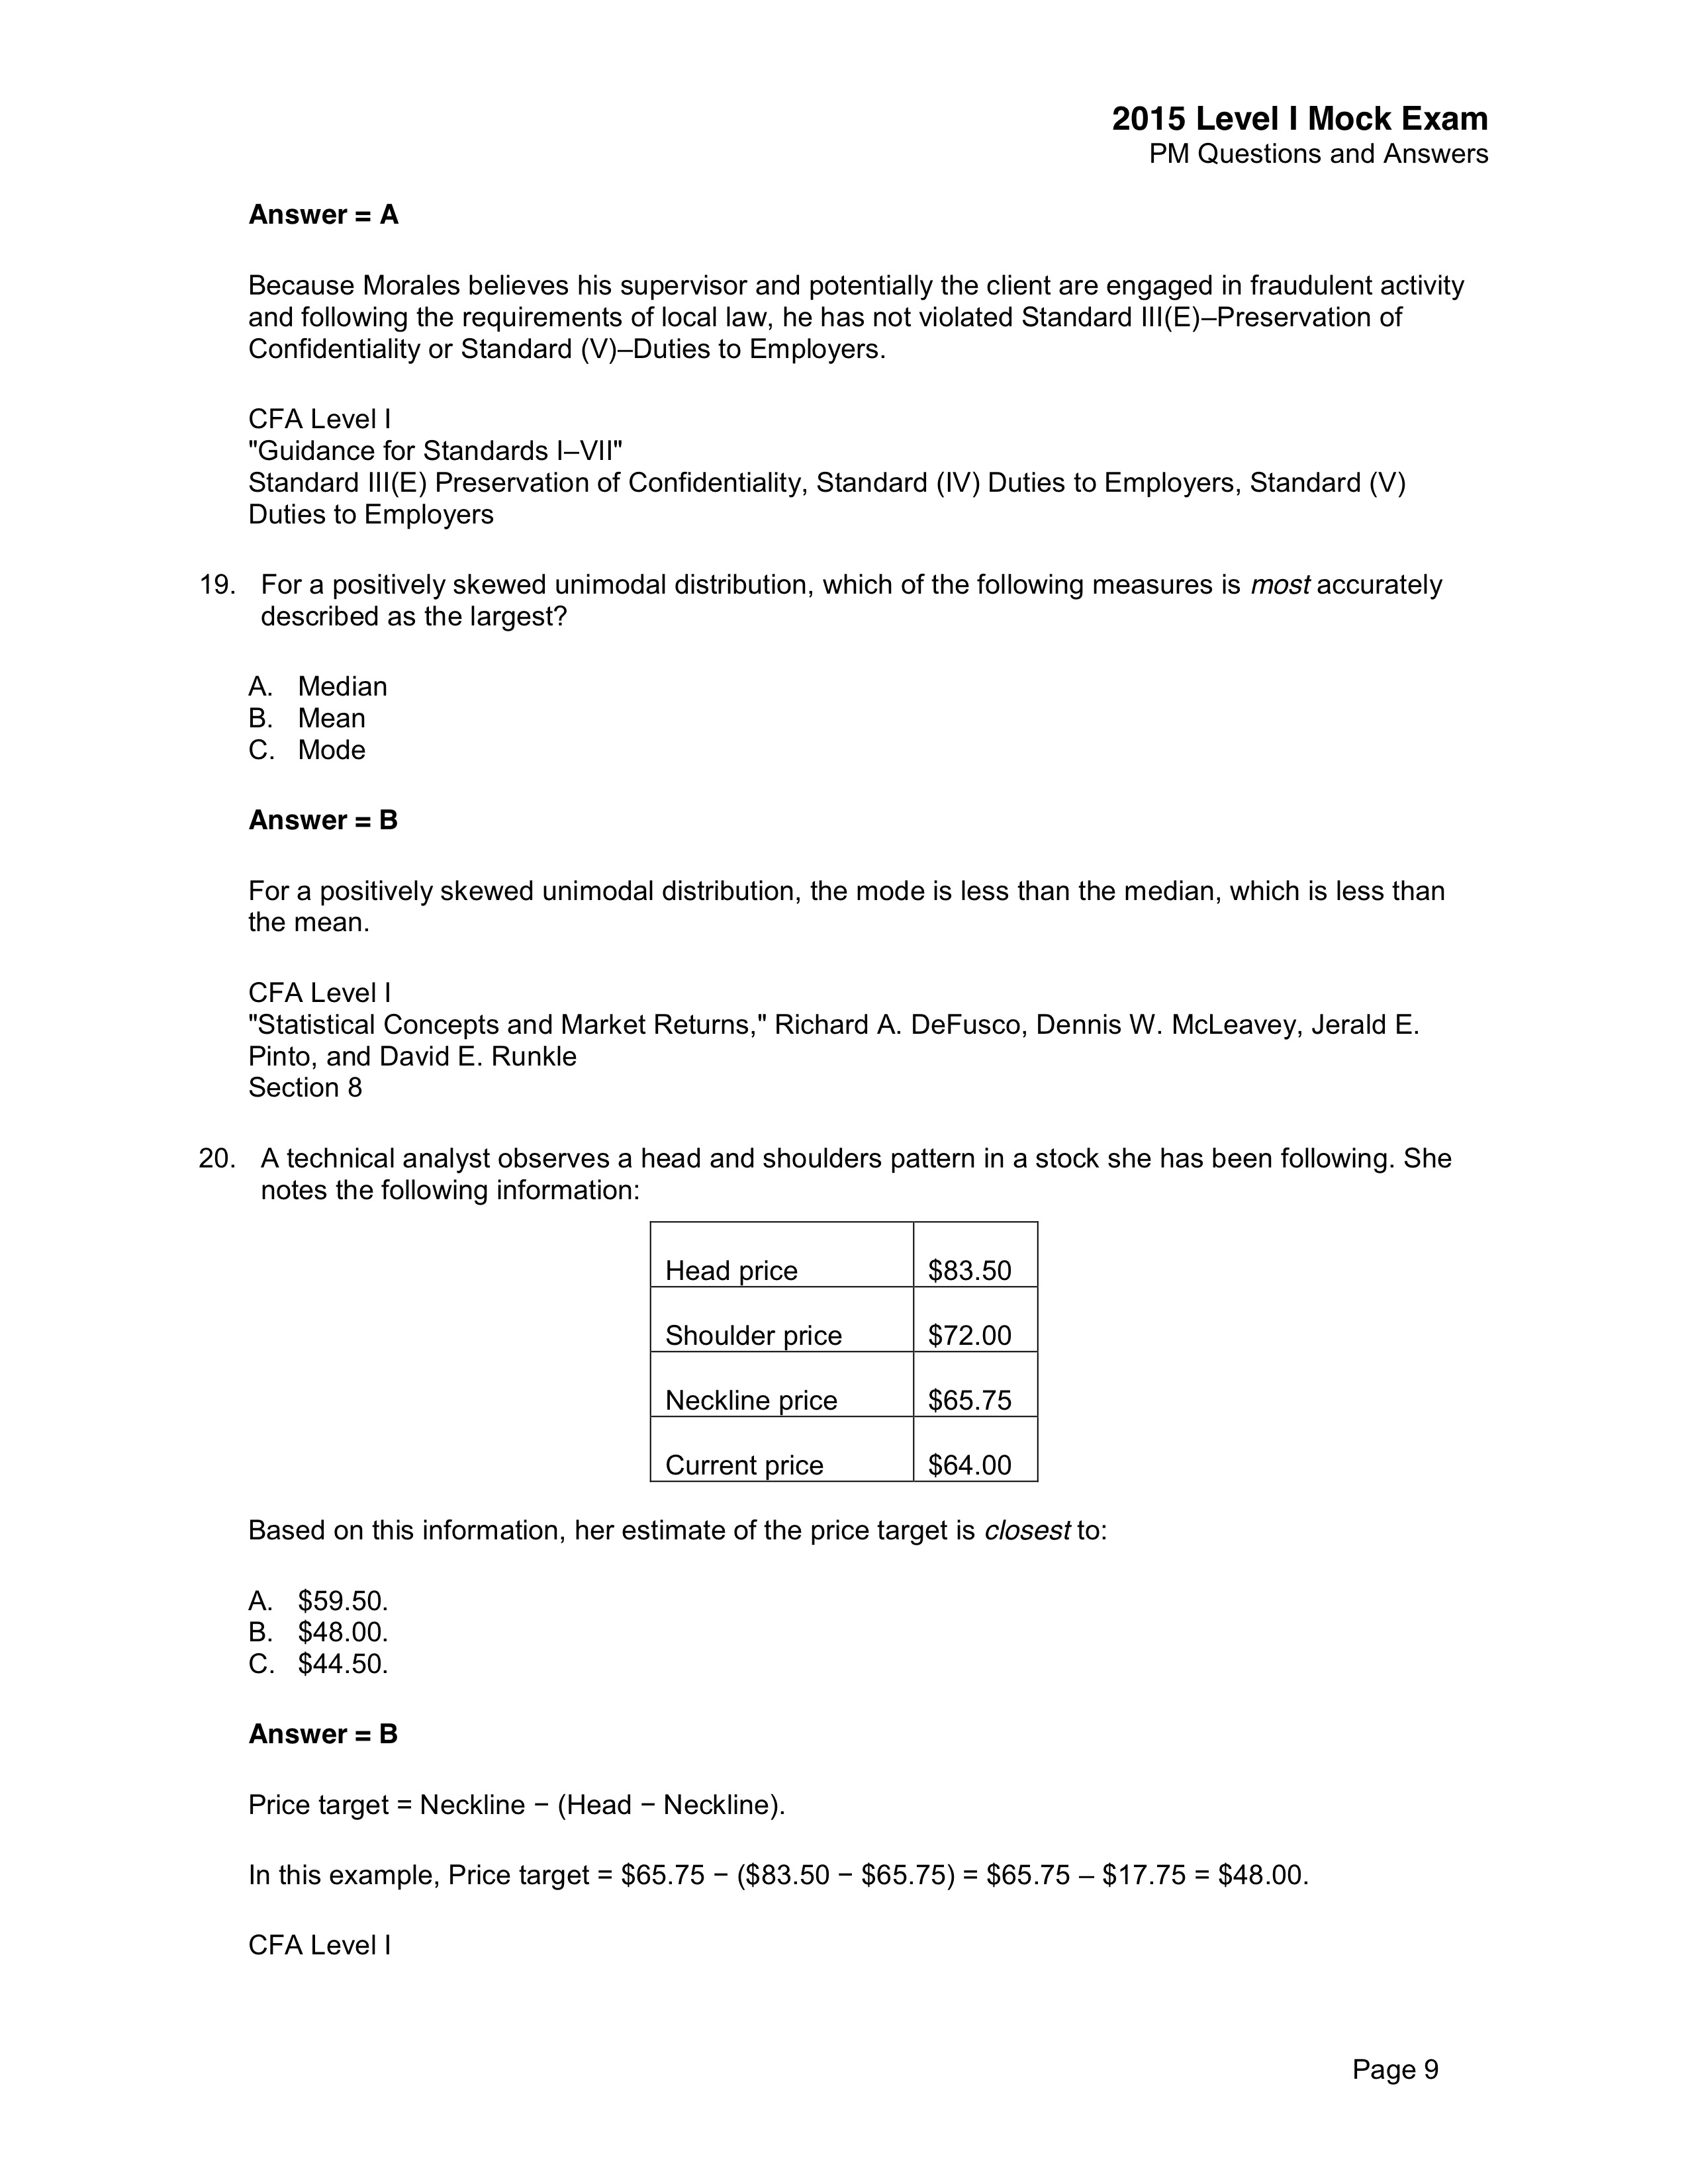 2015 Level I Mock Exam
PM Questions and Answers
Answer = A
Because Morales believes his supervisor and potentially the client are engaged in fraudulent activity
and following the requirements of local law, he has not violated Standard III(E)–Preservation of
Confidentiality or Standard (V)–Duties to Employers.
CFA Level I
"Guidance for Standards I–VII"
Standard III(E) Preservation of Confidentiality, Standard (IV) Duties to Employers, Standard (V)
Duties to Employers
19. For a positively skewed unimodal distribution, which of the following measures is most accurately
described as the largest?
A. Median
B. Mean
C. Mode
Answer = B
For a positively skewed unimodal distribution, the mode is less than the median, which is less than
the mean.
CFA Level I
"Statistical Concepts and Market Returns," Richard A. DeFusco, Dennis W. McLeavey, Jerald E.
Pinto, and David E. Runkle
Section 8
20. A technical analyst observes a head and shoulders pattern in a stock she has been following. She
notes the following information:
Head price $83.50
Shoulder price $72.00
Neckline price $65.75
Current price $64.00
Based on this information, her estimate of the price target is closest to:
A. $59.50.
B. $48.00.
C. $44.50.
Answer = B
Price target = Neckline − (Head − Neckline).
In this example, Price target = $65.75 − ($83.50 − $65.75) = $65.75 – $17.75 = $48.00.
CFA Level I
Page 9